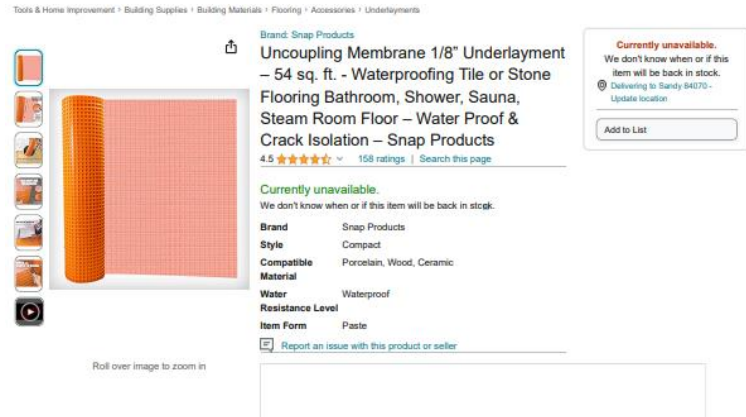 Tools & Home Improvement › Building Supplies › Building Materials › Flooring › Accessories › Underlayments
Brand: Snap Products
Uncoupling Membrane 1/8" Underlayment
– 54 sq. ft. - Waterproofing Tile or Stone
Flooring Bathroom, Shower, Sauna,
Steam Room Floor – Water Proof &
Crack Isolation – Snap Products
4.5 158 ratings | Search this page
Currently unavailable.
We don't know when or if this item will be back in stock.
Brand Snap Products
Style Compact
Compatible Material Porcelain, Wood, Ceramic
Water Resistance Level Waterproof
Item Form Paste
Report an issue with this product or seller
Roll over image to zoom in
Currently unavailable.
We don't know when or if this
item will be back in stock.
Delivering to Sandy 84070 -
Update location
Add to List